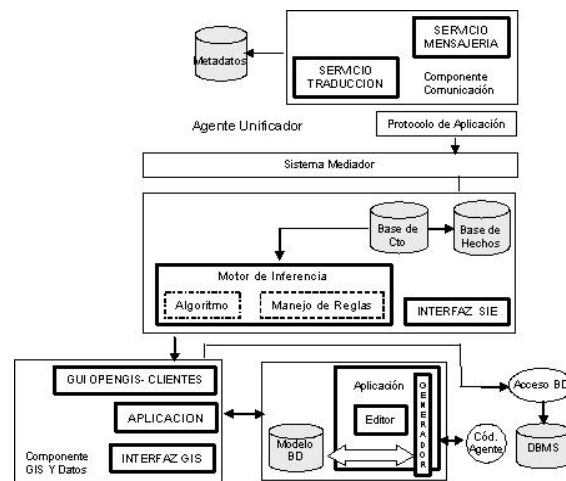 SERVICIO
MENSAJERIA
Metadatos
SERVICIO
TRADUCCION
Componente
Comunicación
Agente Unificador
Protocolo de Aplicación
Sistema Mediador
Base de
Cto
Base de
Hechos
Motor de Inferencia
Algoritmo
Manejo de Reglas
INTERFAZ SIE
GUI OPENGIS- CLIENTES
APLICACION
INTERFAZ GIS
Componente
GIS Y Datos
Aplicación
Editor
GENERADOR
Modelo
BD
Cód.
Agente
Acceso BD
DBMS